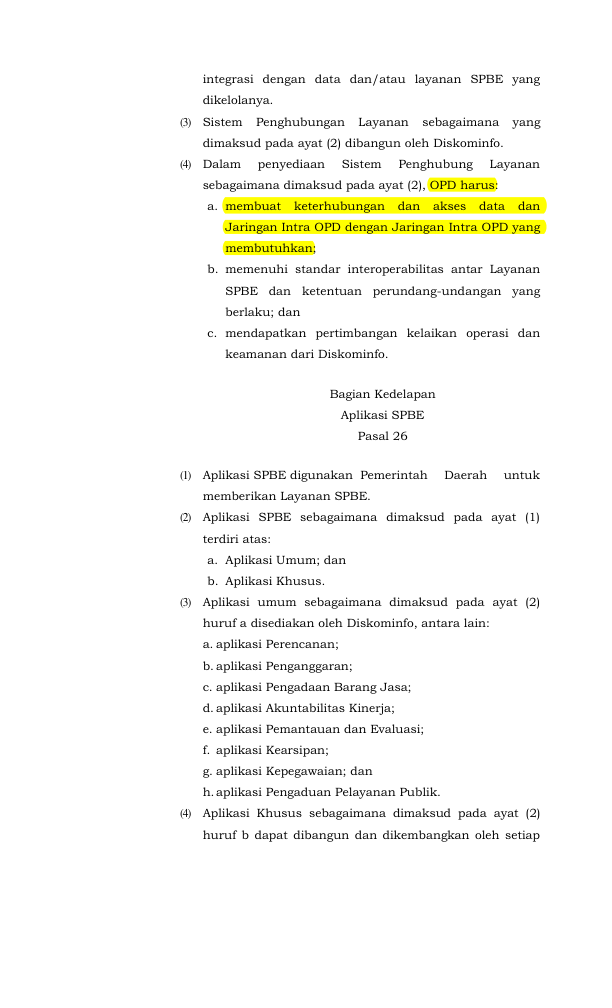 integrasi dengan data dan/atau layanan SPBE yang
dikelolanya.
(3) Sistem Penghubungan Layanan sebagaimana yang
dimaksud pada ayat (2) dibangun oleh Diskominfo.
(4) Dalam penyediaan Sistem Penghubung Layanan
sebagaimana dimaksud pada ayat (2), OPD harus:
a. membuat keterhubungan dan akses data dan
Jaringan Intra OPD dengan Jaringan Intra OPD yang
membutuhkan;
b. memenuhi standar interoperabilitas antar Layanan
SPBE dan ketentuan perundang-undangan yang
berlaku; dan
c. mendapatkan pertimbangan kelaikan operasi dan
keamanan dari Diskominfo.
Bagian Kedelapan
Aplikasi SPBE
Pasal 26
(1) Aplikasi SPBE digunakan Pemerintah Daerah untuk
memberikan Layanan SPBE.
(2) Aplikasi SPBE sebagaimana dimaksud pada ayat (1)
terdiri atas:
a. Aplikasi Umum; dan
b. Aplikasi Khusus.
(3) Aplikasi umum sebagaimana dimaksud pada ayat (2)
huruf a disediakan oleh Diskominfo, antara lain:
a. aplikasi Perencanan;
b. aplikasi Penganggaran;
c. aplikasi Pengadaan Barang Jasa;
d. aplikasi Akuntabilitas Kinerja;
e. aplikasi Pemantauan dan Evaluasi;
f. aplikasi Kearsipan;
g. aplikasi Kepegawaian; dan
h. aplikasi Pengaduan Pelayanan Publik.
(4) Aplikasi Khusus sebagaimana dimaksud pada ayat (2)
huruf b dapat dibangun dan dikembangkan oleh setiap